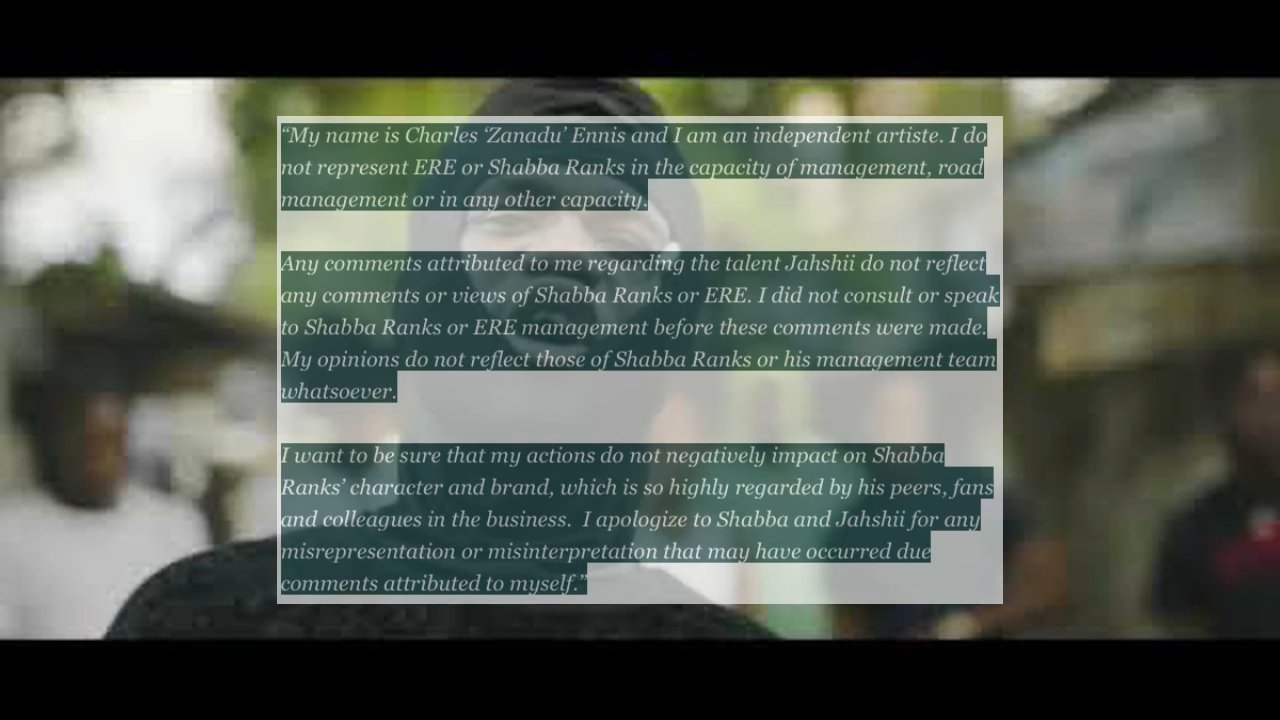 “My name is Charles ‘Zanadu’ Ennis and I am an independent artiste. I do
not represent ERE or Shabba Ranks in the capacity of management, road
management or in any other capacity.
Any comments attributed to me regarding the talent Jahshii do not reflect
any comments or views of Shabba Ranks or ERE. I did not consult or speak
to Shabba Ranks or ERE management before these comments were made.
My opinions do not reflect those of Shabba Ranks or his management team
whatsoever.
I want to be sure that my actions do not negatively impact on Shabba
Ranks’ character and brand, which is so highly regarded by his peers, fans
and colleagues in the business.  I apologize to Shabba and Jahshii for any
misrepresentation or misinterpretation that may have occurred due
comments attributed to myself.”